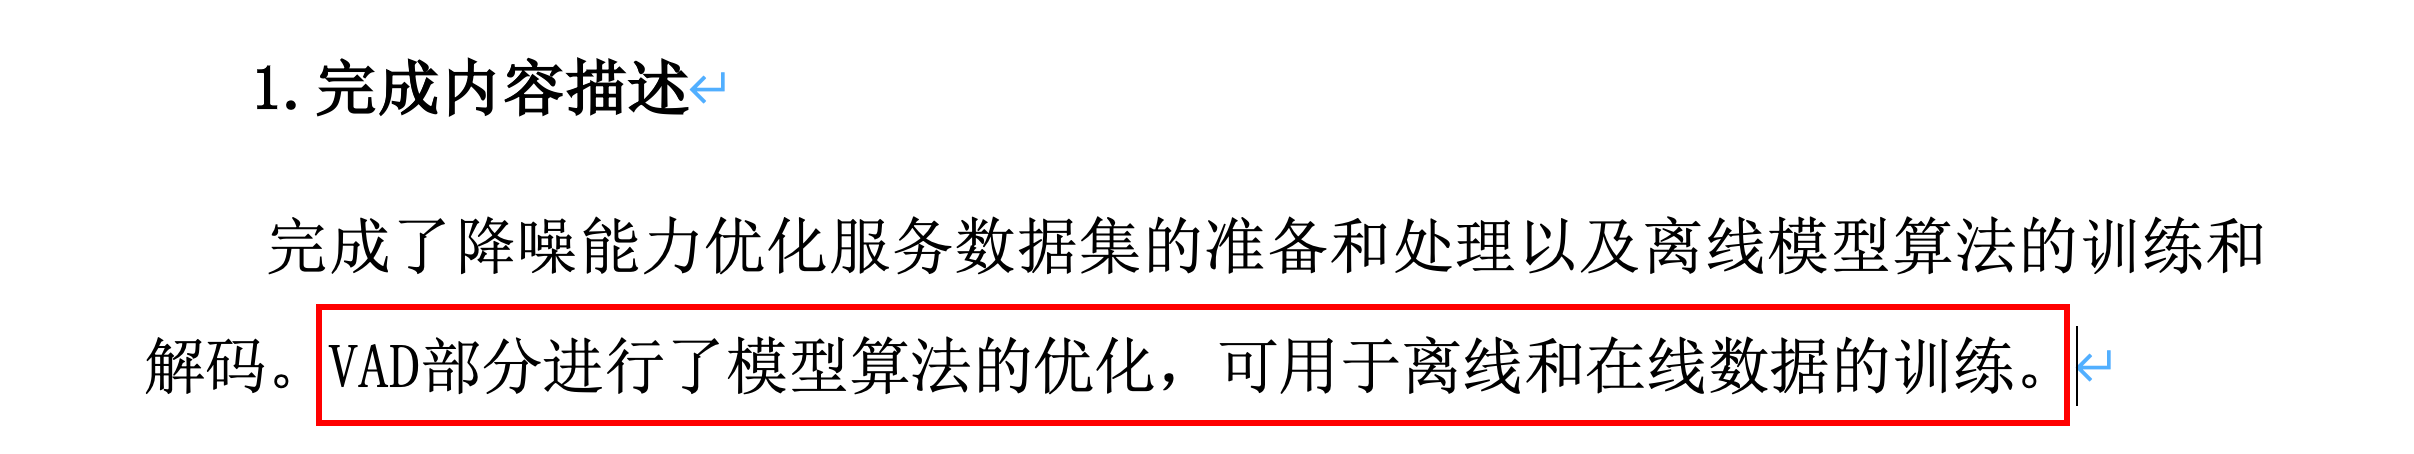 1.完成内容描述
完成了降噪能力优化服务数据集的准备和处理以及离线模型算法的训练和
解码。VAD部分进行了模型算法的优化，可用于离线和在线数据的训练。